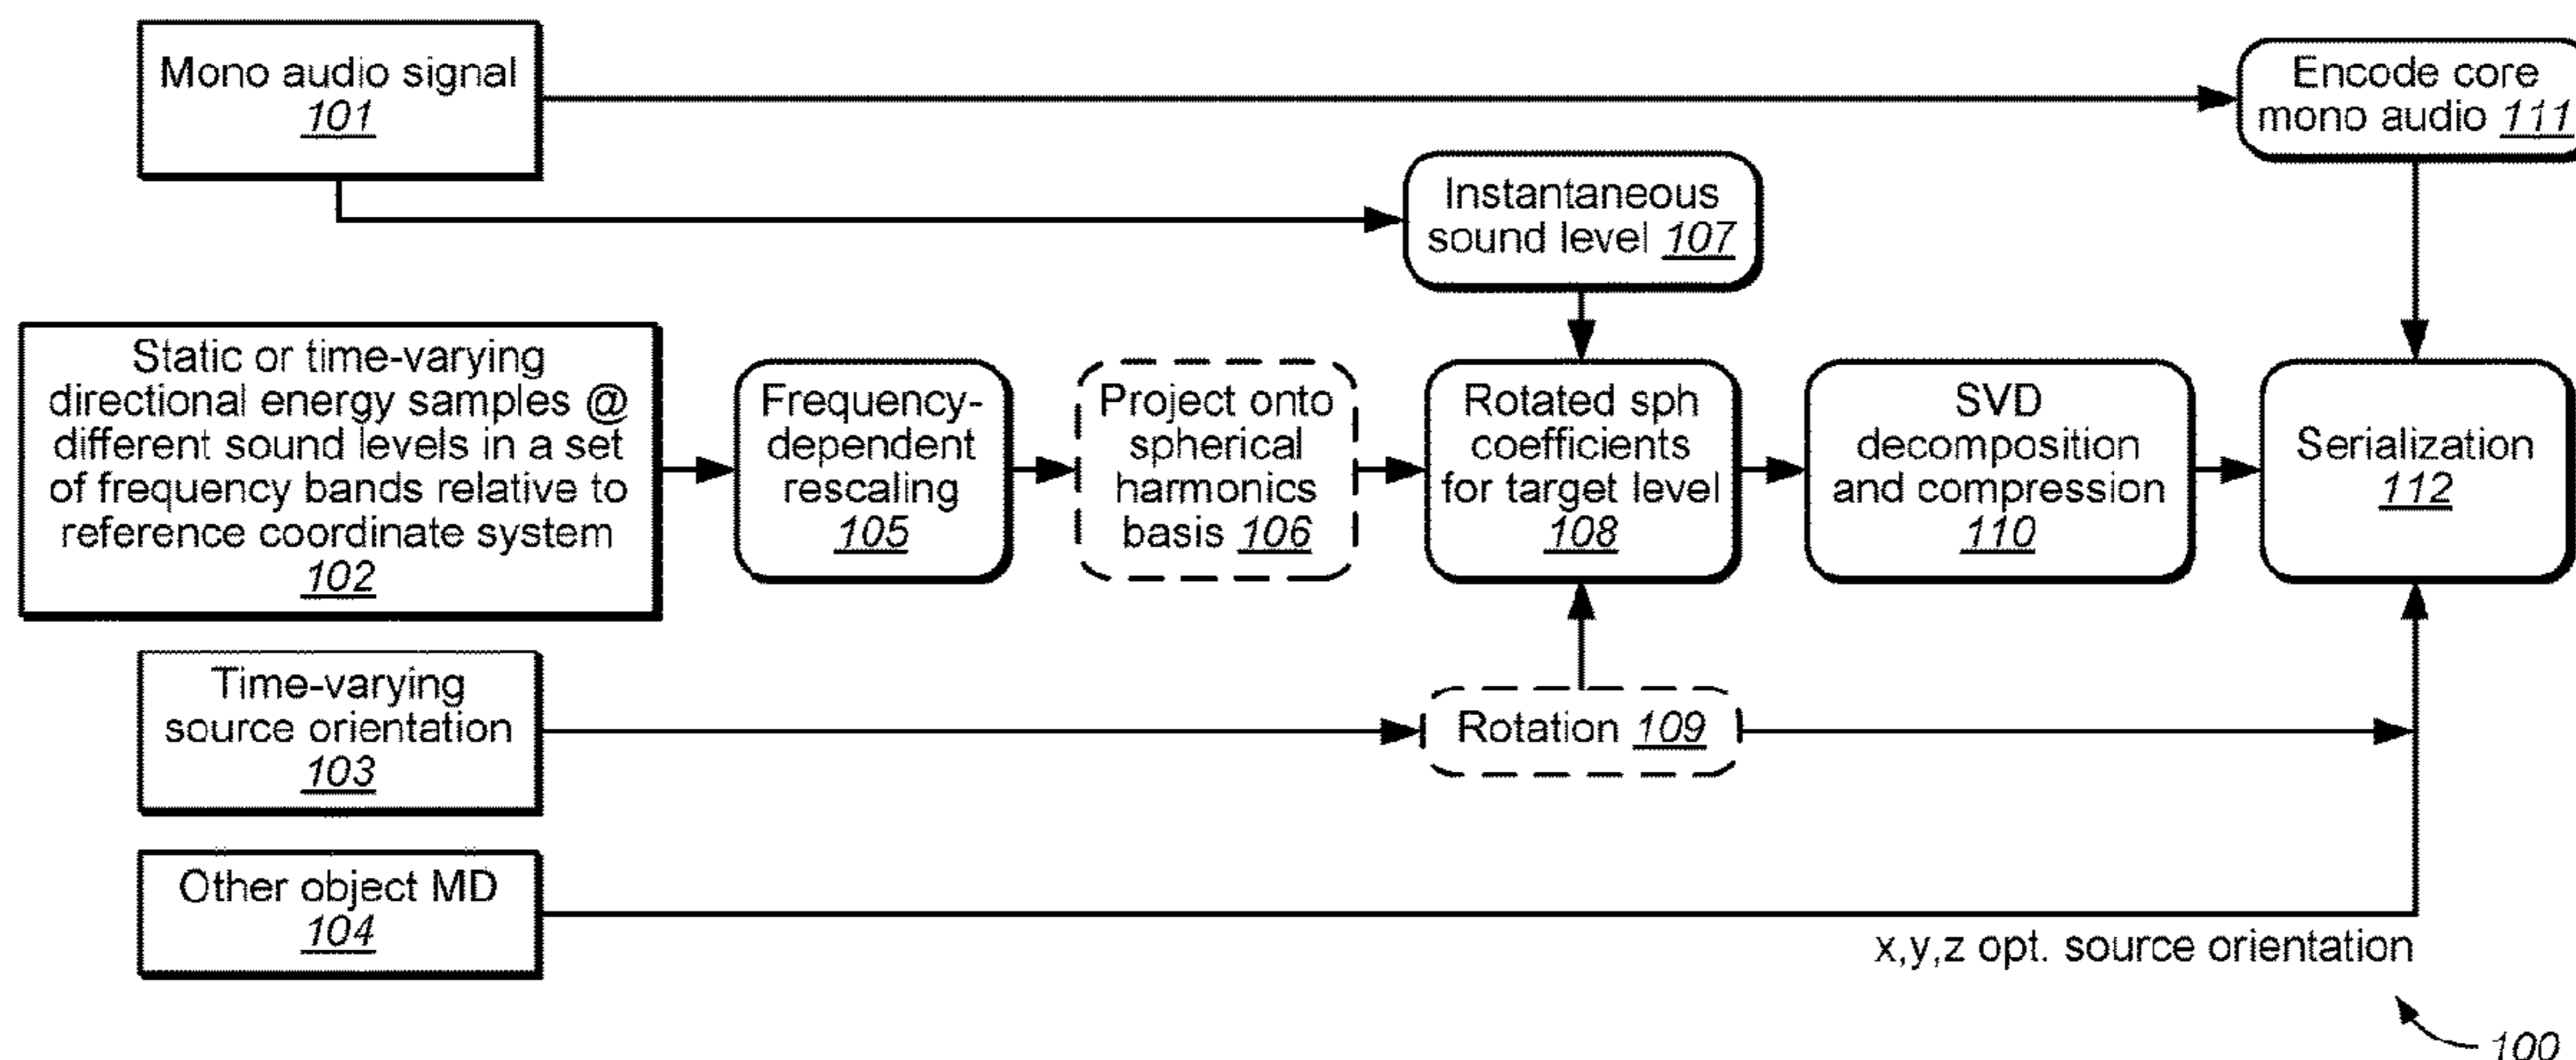 Mono audio signal
101
Encode core
mono audio 111
Instantaneous
sound level 107
Static or time-varying
directional energy samples @
different sound levels in a set
of frequency bands relative to
reference coordinate system
102
Frequency-
dependent
rescaling
105
Project onto
spherical
harmonics
basis 106
Rotated sph
coefficients
for target level
108
SVD
decomposition
and compression
110
Serialization
112
Time-varying
source orientation
103
Rotation 109
Other object MD
104
x,y,z opt. source orientation
100